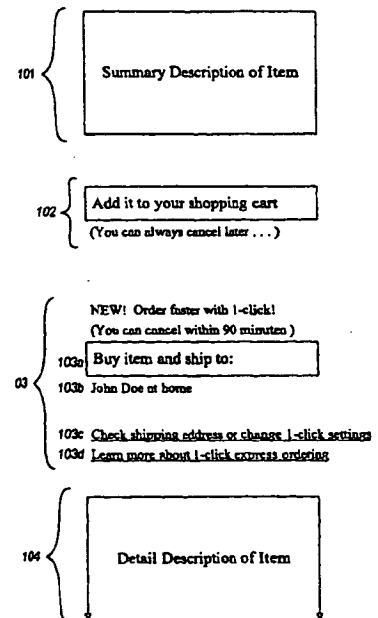 101
Summary Description of Item
102
Add it to your shopping cart
(You can always cancel later . . .)
NEW! Order faster with 1-click!
(You can cancel within 90 minutes)
103a Buy item and ship to:
03
103b John Doe at home
103c Check shipping address or change 1-click settings
103d Learn more about 1-click express ordering
104
Detail Description of Item